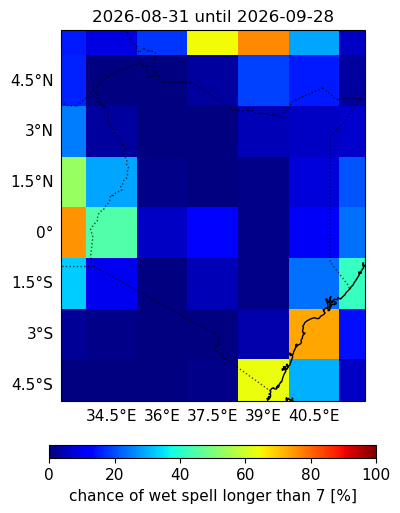 2026-08-31 until 2026-09-28
4.5°N
3°N
1.5°N
0°
1.5°S
3°S
4.5°S
34.5°E 36°E 37.5°E 39°E 40.5°E
0 20 40 60 80 100
chance of wet spell longer than 7 [%]